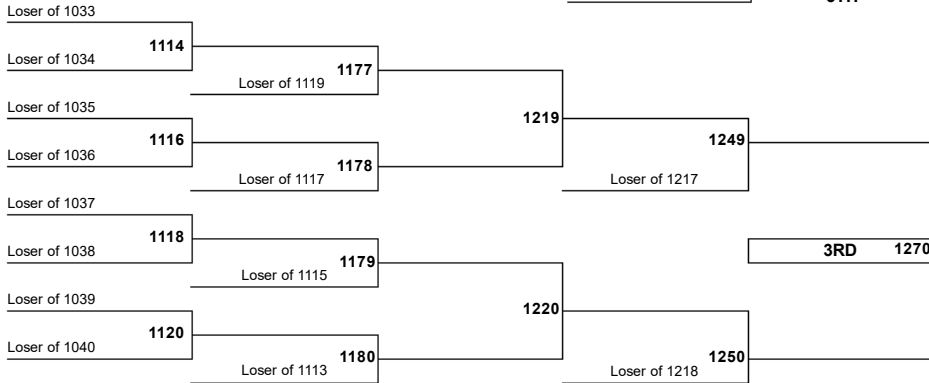 Loser of 1033
1114
Loser of 1034
1177
Loser of 1119
Loser of 1035
1219
1116
1249
Loser of 1036
1178
Loser of 1117
Loser of 1217
Loser of 1037
1118
Loser of 1038
3RD 1270
1179
Loser of 1115
Loser of 1039
1220
1120
Loser of 1040
1180
1250
Loser of 1113
Loser of 1218